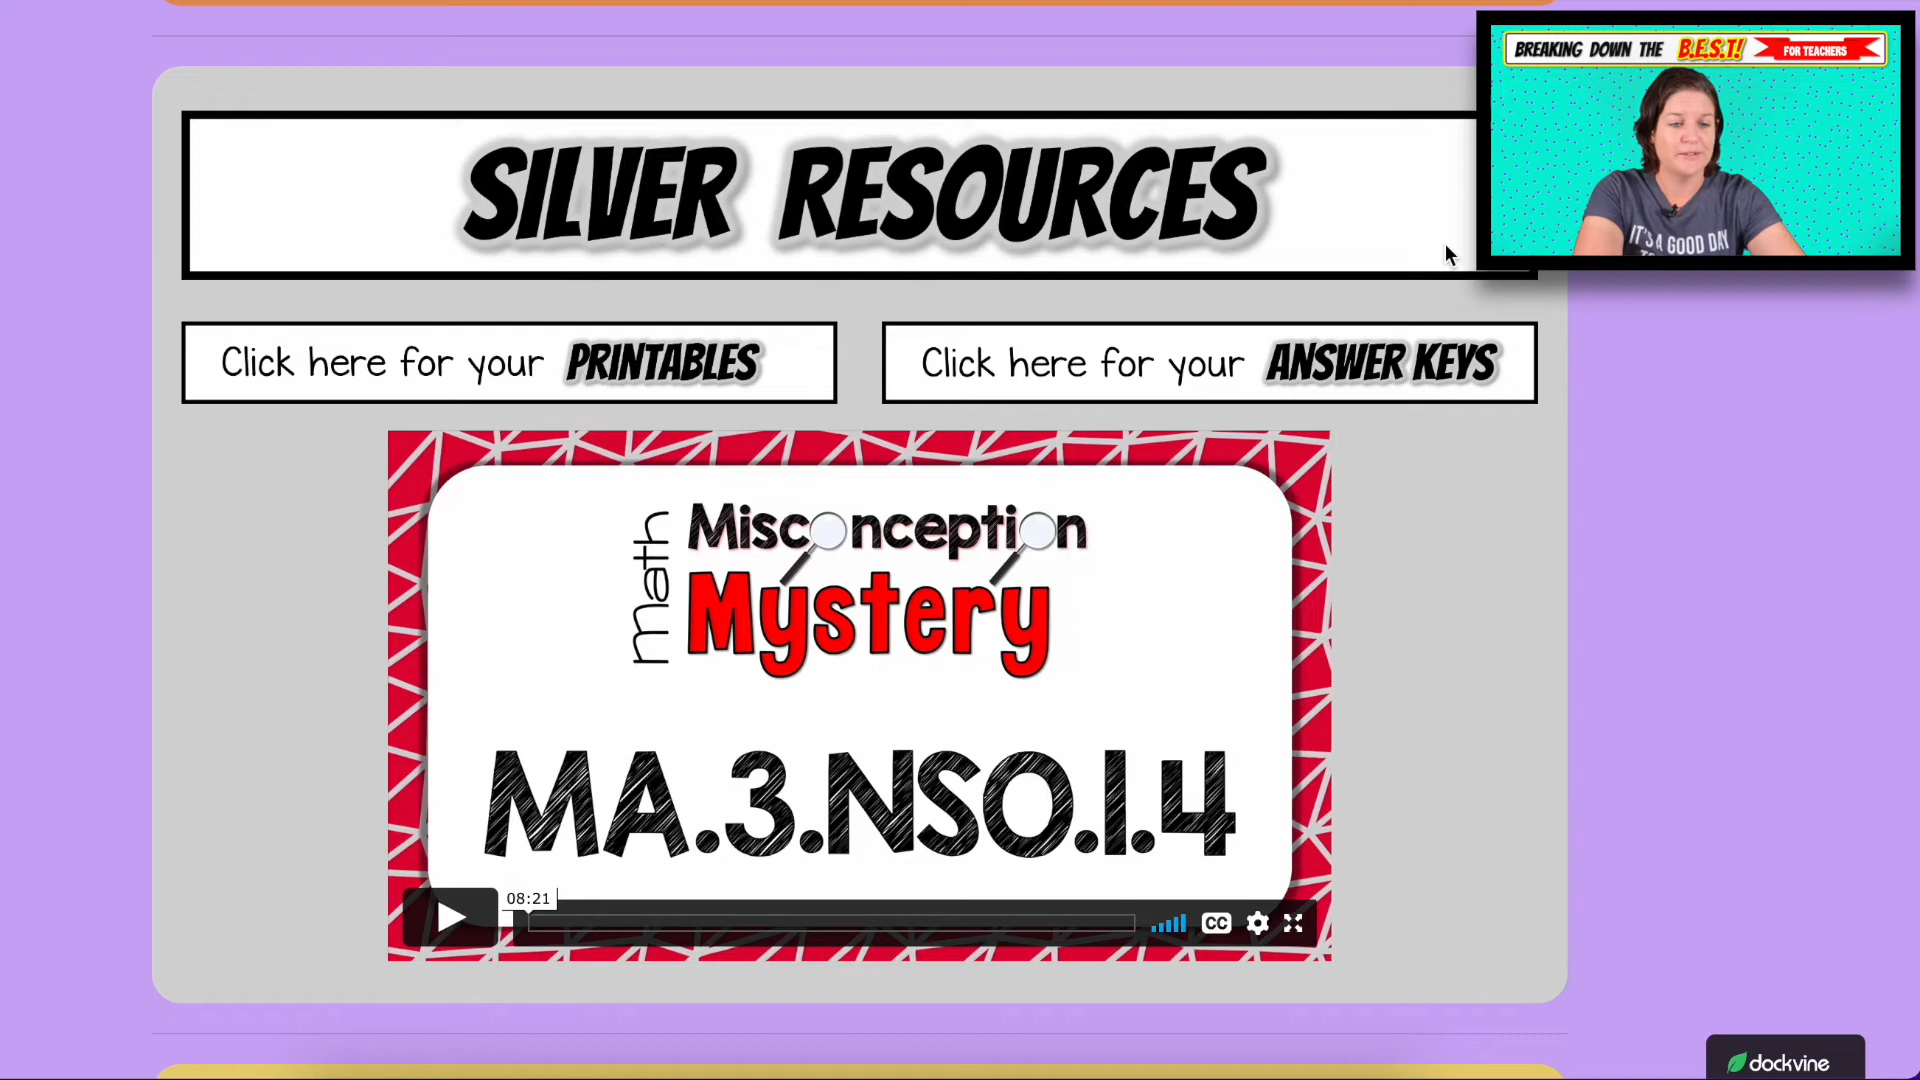 BREAKING DOWN THE B.E.S.T! FOR TEACHERS
IT'S A GOOD DAY
SILVER RESOURCES
Click here for your PRINTABLES
Click here for your ANSWER KEYS
math Misconception
Mystery
MA.3.NSO.1.4
08:21
CC
dockvine